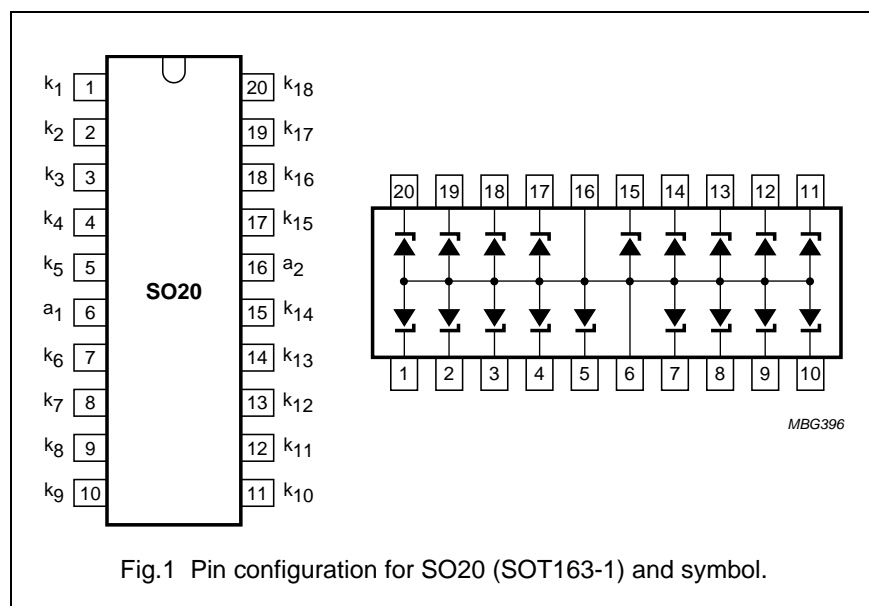 k1 1 20 k18
k2 2 19 k17
k3 3 18 k16
k4 4 17 k15
k5 5 16 a2
SO20
a1 6 15 k14
k6 7 14 k13
k7 8 13 k12
k8 9 12 k11
k9 10 11 k10
20 19 18 17 16 15 14 13 12 11
1 2 3 4 5 6 7 8 9 10
MBG396
Fig.1 Pin configuration for SO20 (SOT163-1) and symbol.